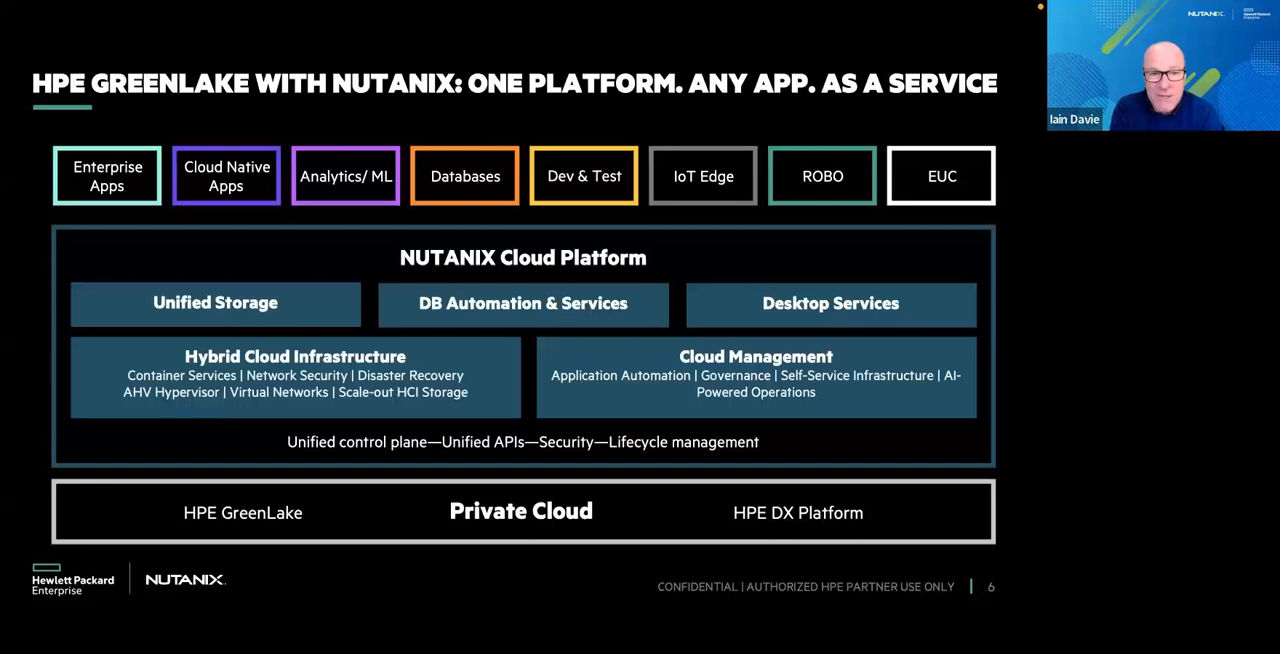 NUTANIX
Hewlett Packard
Enterprise
HPE GREENLAKE WITH NUTANIX: ONE PLATFORM. ANY APP. AS A SERVICE
Iain Davie
Enterprise
Apps
Cloud Native
Apps
Analytics/ ML
Databases
Dev & Test
IoT Edge
ROBO
EUC
NUTANIX Cloud Platform
Unified Storage
DB Automation & Services
Desktop Services
Hybrid Cloud Infrastructure
Container Services | Network Security | Disaster Recovery
AHV Hypervisor | Virtual Networks | Scale-out HCI Storage
Cloud Management
Application Automation | Governance | Self-Service Infrastructure | AI-
Powered Operations
Unified control plane—Unified APIs—Security—Lifecycle management
HPE GreenLake
Private Cloud
HPE DX Platform
Hewlett Packard
Enterprise
NUTANIX.
CONFIDENTIAL | AUTHORIZED HPE PARTNER USE ONLY
6